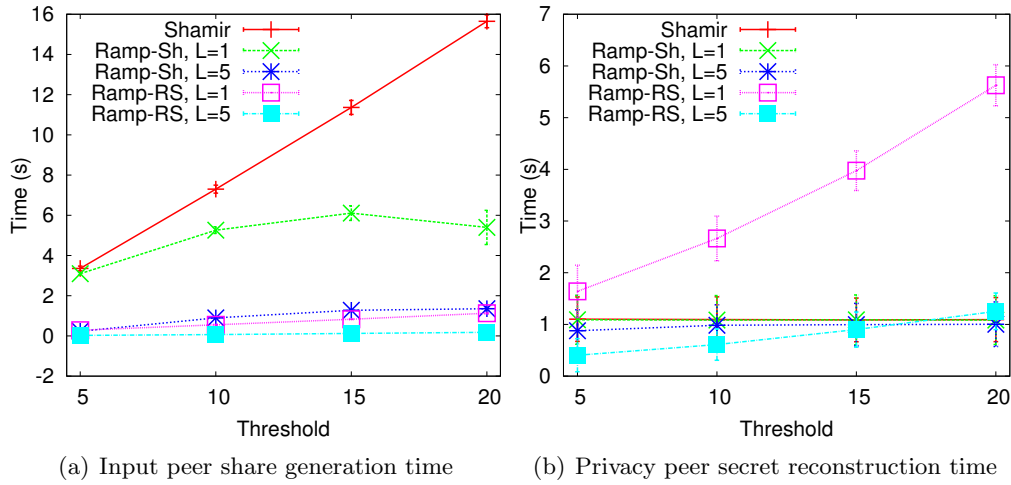 16
14
12
10
8
6
4
2
0
-2
Time (s)
5
10
15
20
Threshold
Shamir
Ramp-Sh, L=1
Ramp-Sh, L=5
Ramp-RS, L=1
Ramp-RS, L=5
(a) Input peer share generation time
7
6
5
4
3
2
1
0
Time (s)
5
10
15
20
Threshold
Shamir
Ramp-Sh, L=1
Ramp-Sh, L=5
Ramp-RS, L=1
Ramp-RS, L=5
(b) Privacy peer secret reconstruction time